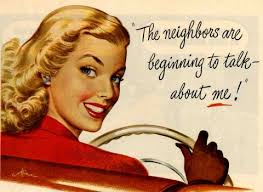 "The neighbors are
beginning to talk—
about me!"